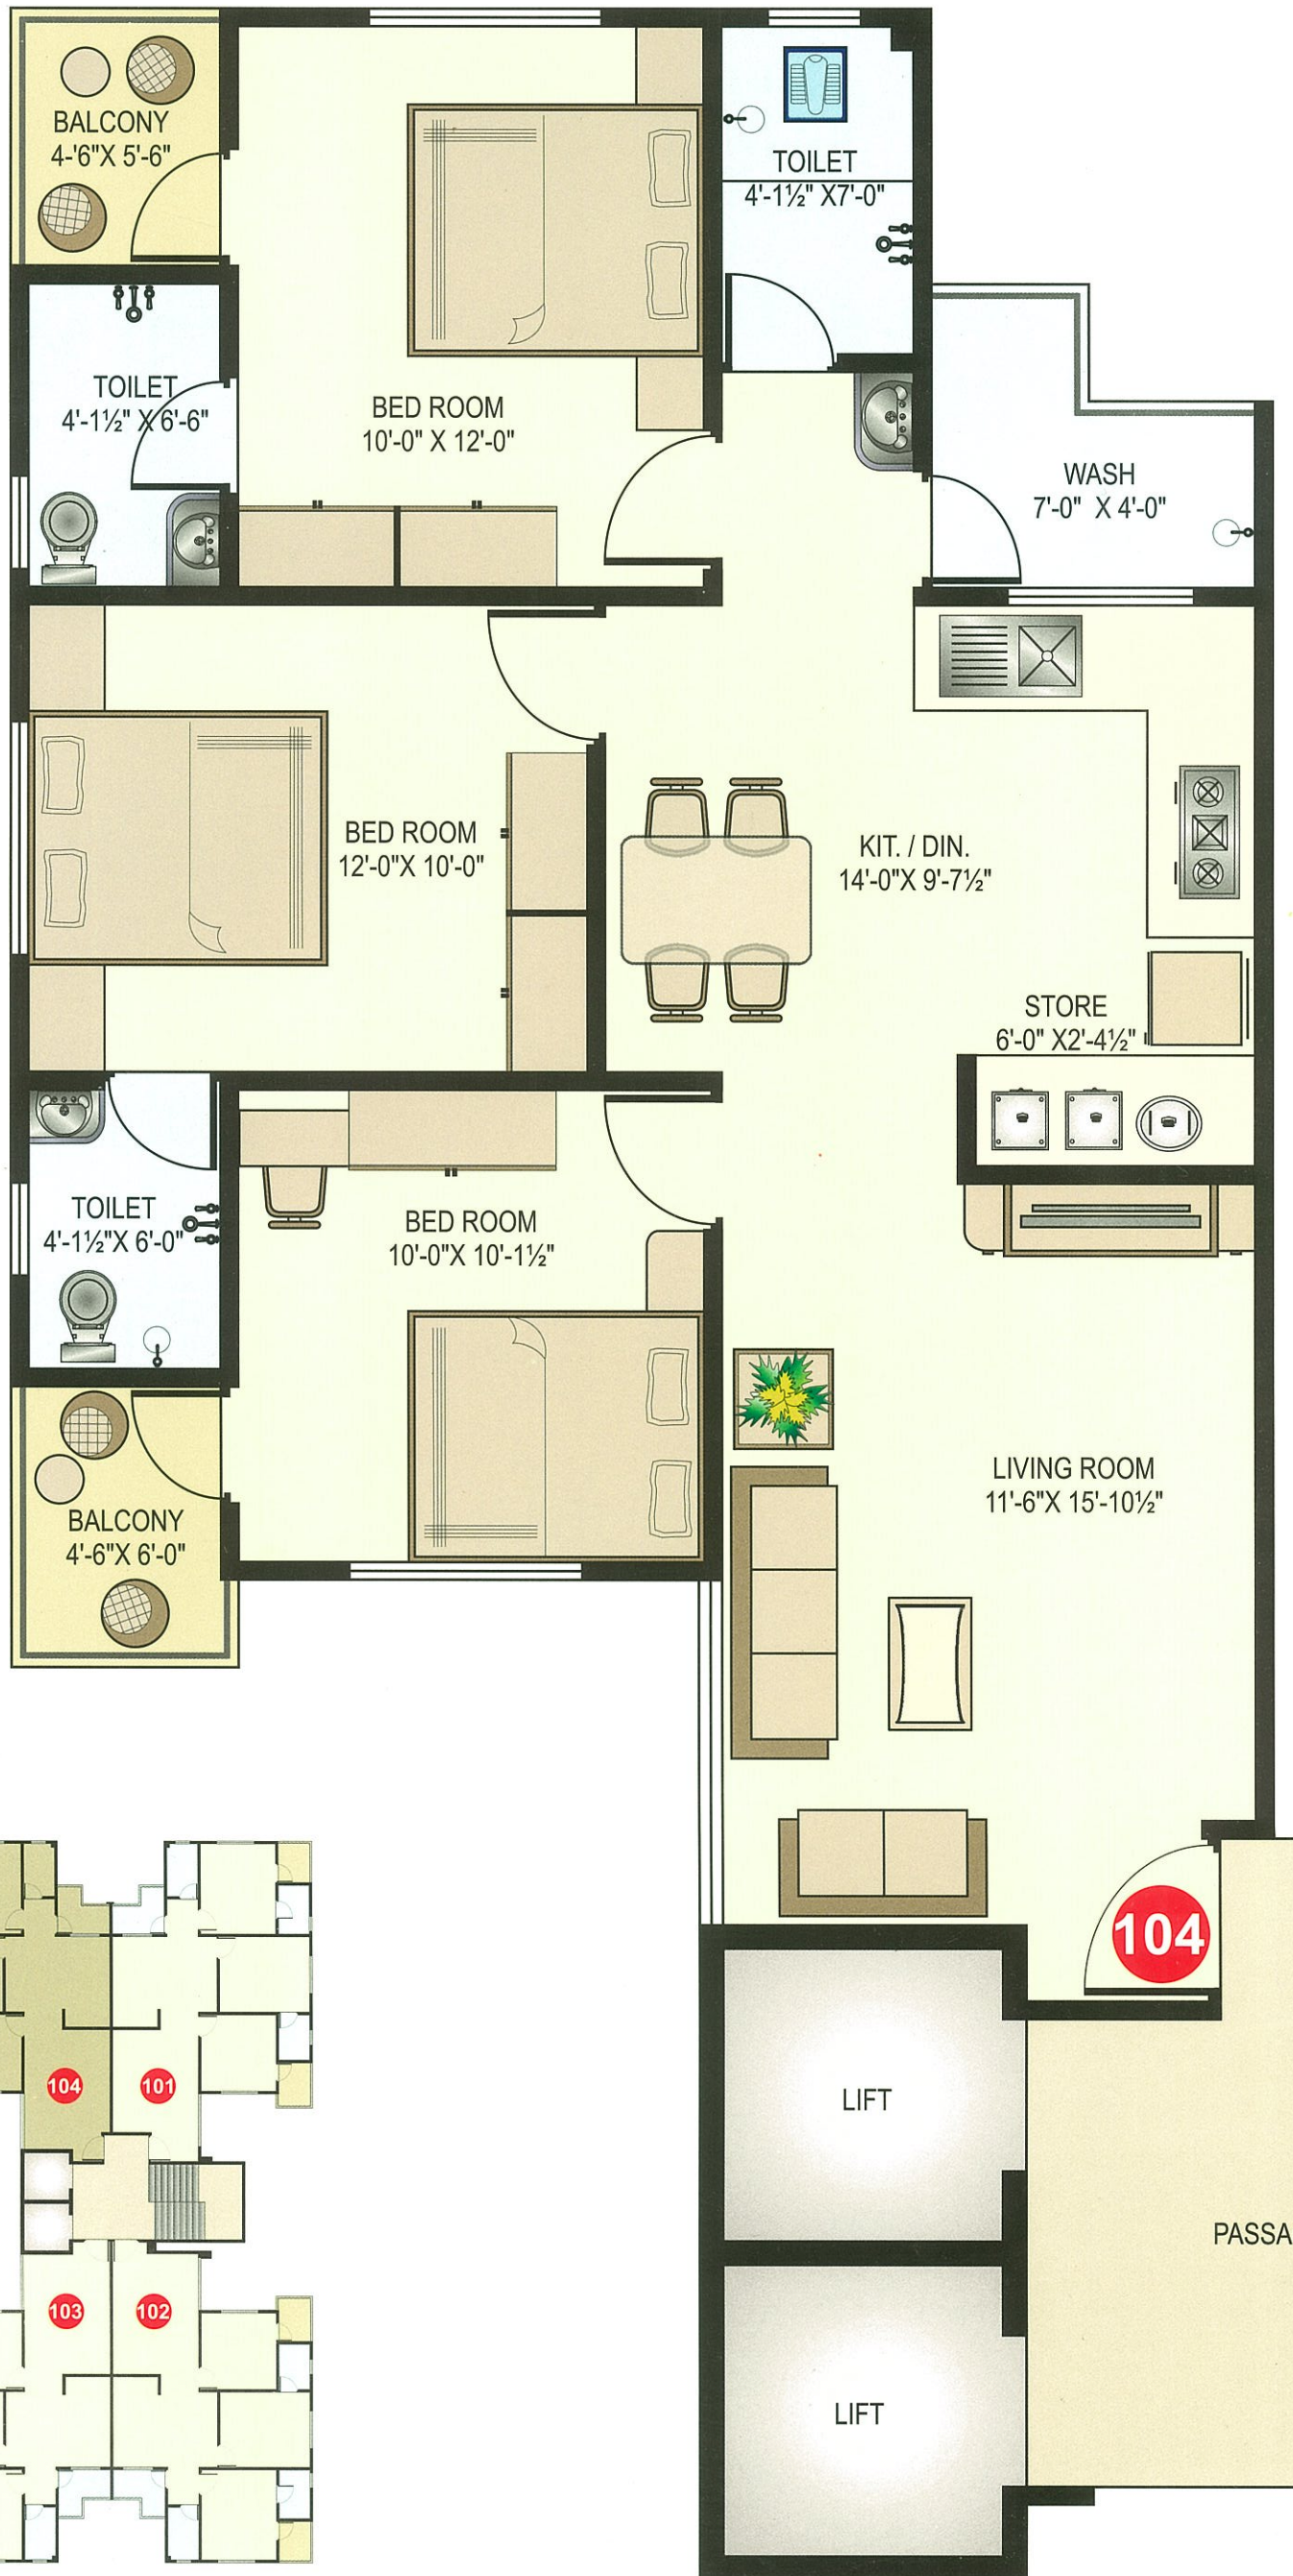 BALCONY
4-'6"X 5'-6"
TOILET
4'-1½" X7'-0"
TOILET
4'-1½" X 6'-6"
BED ROOM
10'-0" X 12'-0"
WASH
7'-0" X 4'-0"
BED ROOM
12'-0"X 10'-0"
KIT. / DIN.
14'-0"X 9'-7½"
STORE
6'-0" X2'-4½"
TOILET
4'-1½"X 6'-0"
BED ROOM
10'-0"X 10'-1½"
LIVING ROOM
11'-6"X 15'-10½"
BALCONY
4'-6"X 6'-0"
104
LIFT
PASSA
LIFT
104
101
103
102